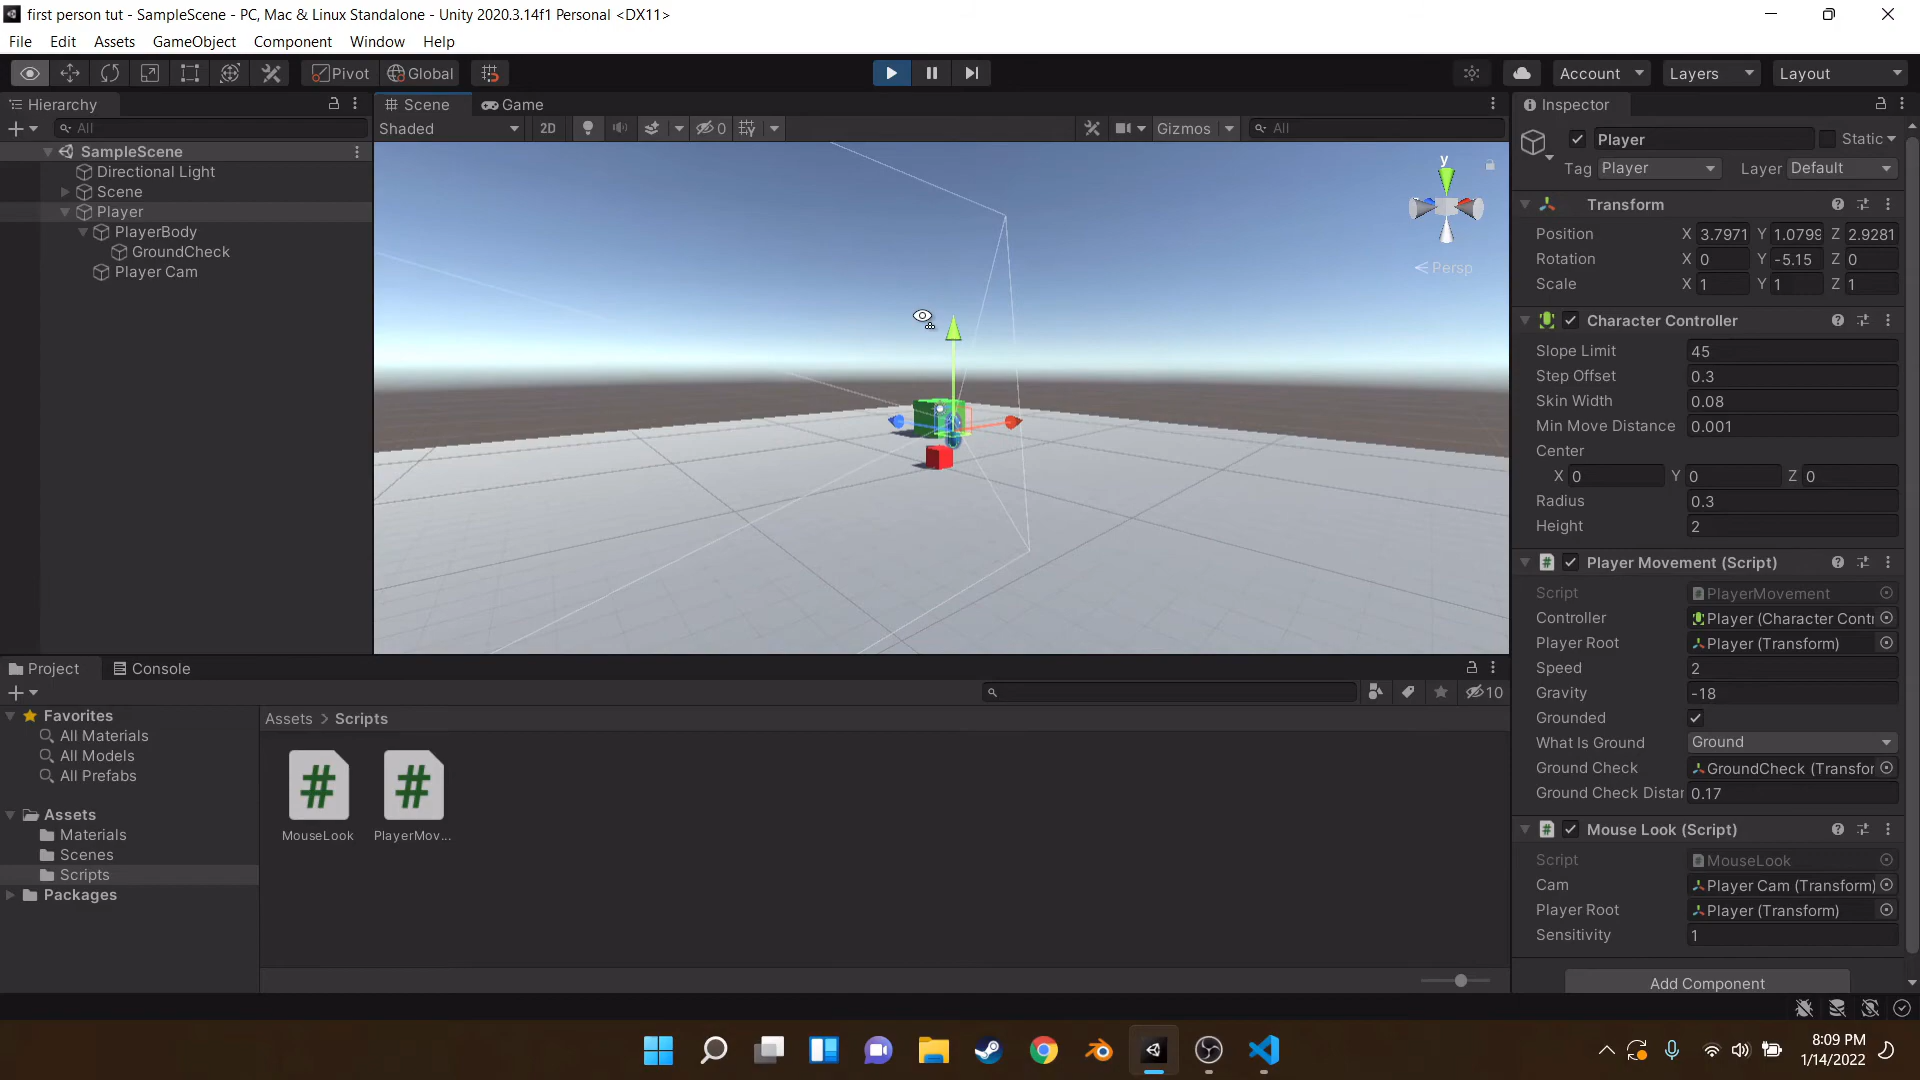 first person tut - SampleScene - PC, Mac & Linux Standalone - Unity 2020.3.14f1 Personal <DX11>
File Edit Assets GameObject Component Window Help
Pivot Global Account Layers Layout
Hierarchy
All
SampleScene
Directional Light
Scene
Player
PlayerBody
GroundCheck
Player Cam
Scene Game
Shaded 2D 0 Gizmos All
y
Persp
Inspector
Player Static
Tag Player Layer Default
Transform
Position X 3.7971 Y 1.0799 Z 2.9281
Rotation X 0 Y -5.15 Z 0
Scale X 1 Y 1 Z 1
Character Controller
Slope Limit 45
Step Offset 0.3
Skin Width 0.08
Min Move Distance 0.001
Center
X 0 Y 0 Z 0
Radius 0.3
Height 2
Player Movement (Script)
Script PlayerMovement
Controller Player (Character Contr
Player Root Player (Transform)
Speed 2
Gravity -18
Grounded
What Is Ground Ground
Ground Check GroundCheck (Transfor
Ground Check Distar 0.17
Mouse Look (Script)
Script MouseLook
Cam Player Cam (Transform)
Player Root Player (Transform)
Sensitivity 1
Add Component
Project Console
10
Favorites
All Materials
All Models
All Prefabs
Assets
Materials
Scenes
Scripts
Packages
Assets > Scripts
MouseLook PlayerMov...
8:09 PM
1/14/2022